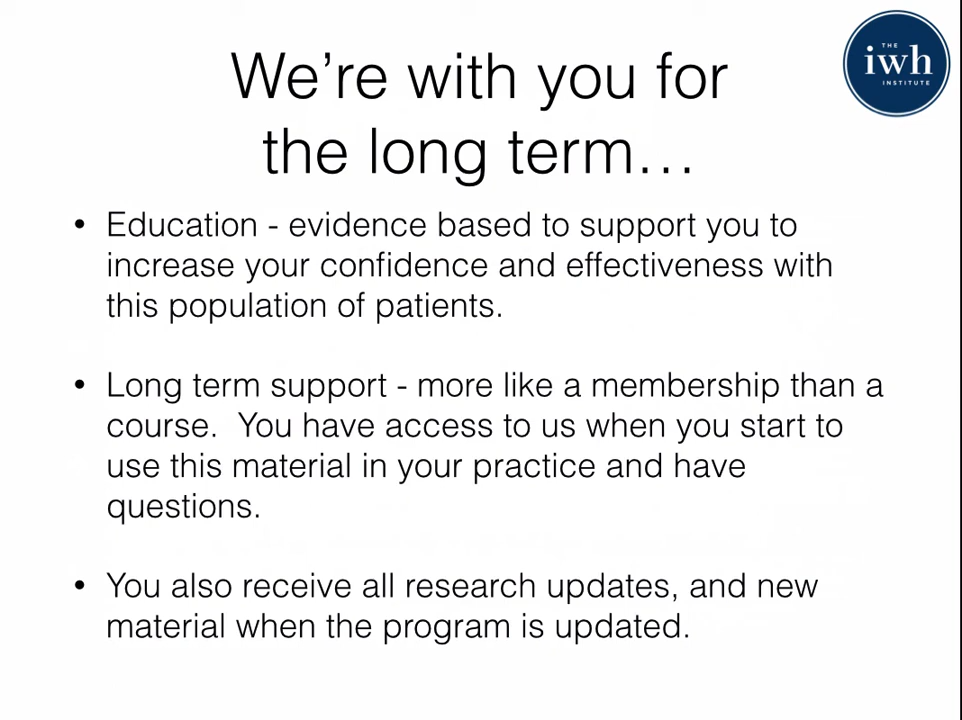 We’re with you for
the long term…
THE
iwh
INSTITUTE
• Education - evidence based to support you to
increase your confidence and effectiveness with
this population of patients.
• Long term support - more like a membership than a
course.  You have access to us when you start to
use this material in your practice and have
questions.
• You also receive all research updates, and new
material when the program is updated.